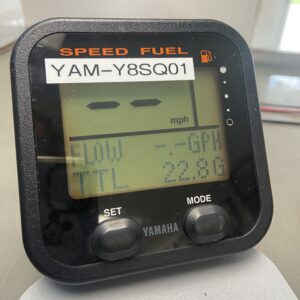 SPEED FUEL
YAM-Y8SQ01
-- mph
FLOW -.-GPH
TTL 22.8G
SET MODE
YAMAHA